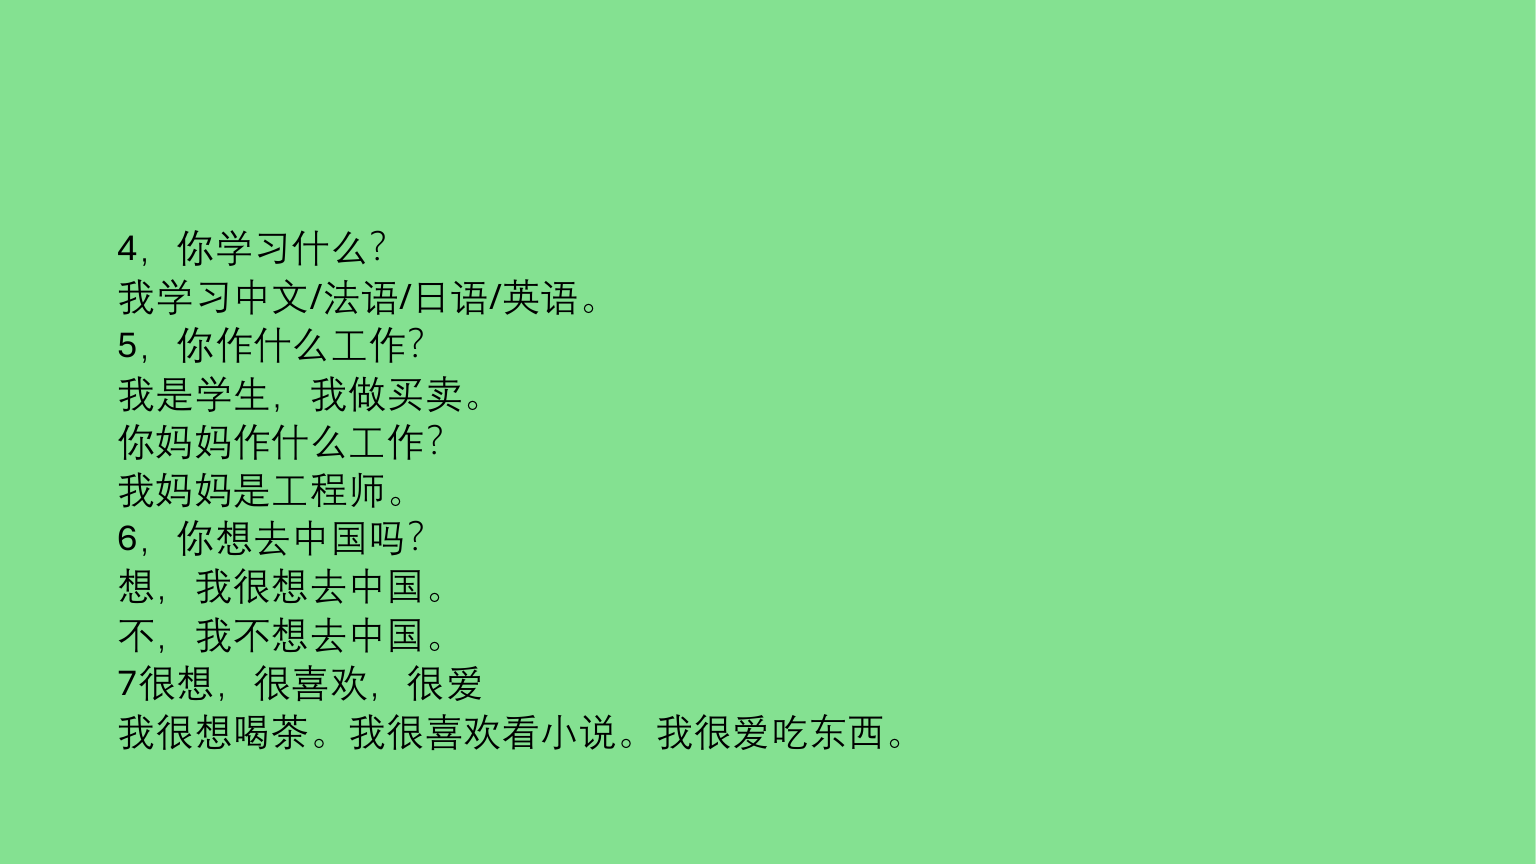 4，你学习什么？
我学习中文/法语/日语/英语。
5，你作什么工作？
我是学生，我做买卖。
你妈妈作什么工作？
我妈妈是工程师。
6，你想去中国吗？
想，我很想去中国。
不，我不想去中国。
7很想，很喜欢，很爱
我很想喝茶。我很喜欢看小说。我很爱吃东西。